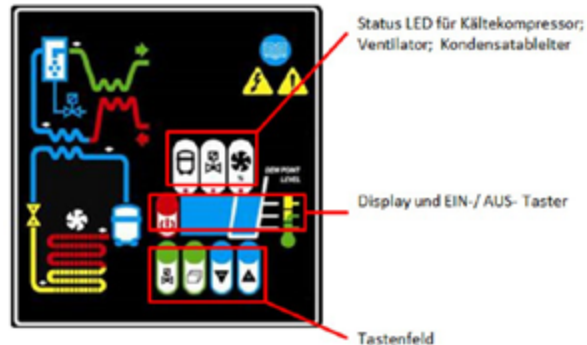 Status LED für Kältekompressor;
Ventilator; Kondensatableiter
DEW POINT
LEVEL
Display und EIN-/ AUS- Taster
Tastenfeld